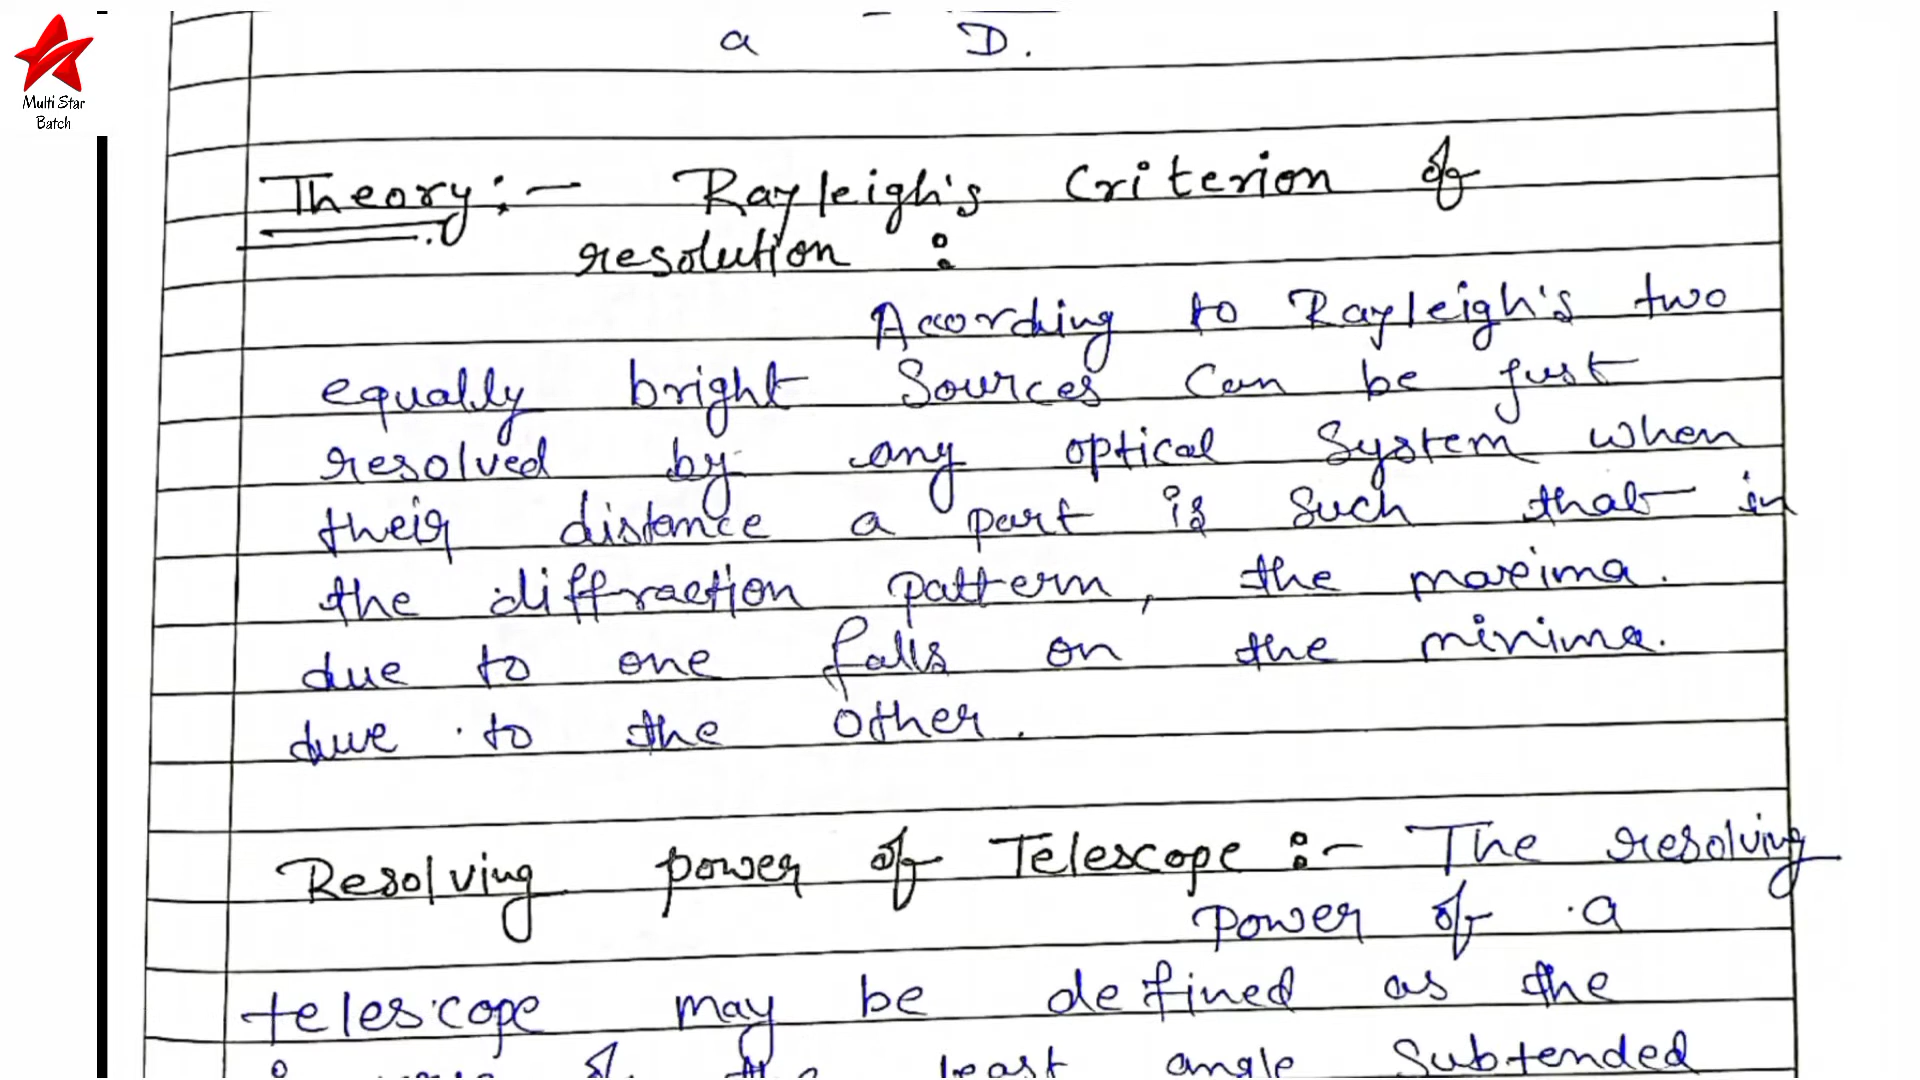 a D.
Multi Star
Batch
Theory :- Rayleigh's Criterion of
resolution :
Acording to Rayleigh's two
equally bright Sources Can be just
resolved by any optical System when
their distance a part is Such that in
the diffraction pattern, the maxima.
due to one falls on the minima.
due to the other.
Resolving power of Telescope :- The resolving
Power of a
telescope may be defined as the
of the least angle Subtended